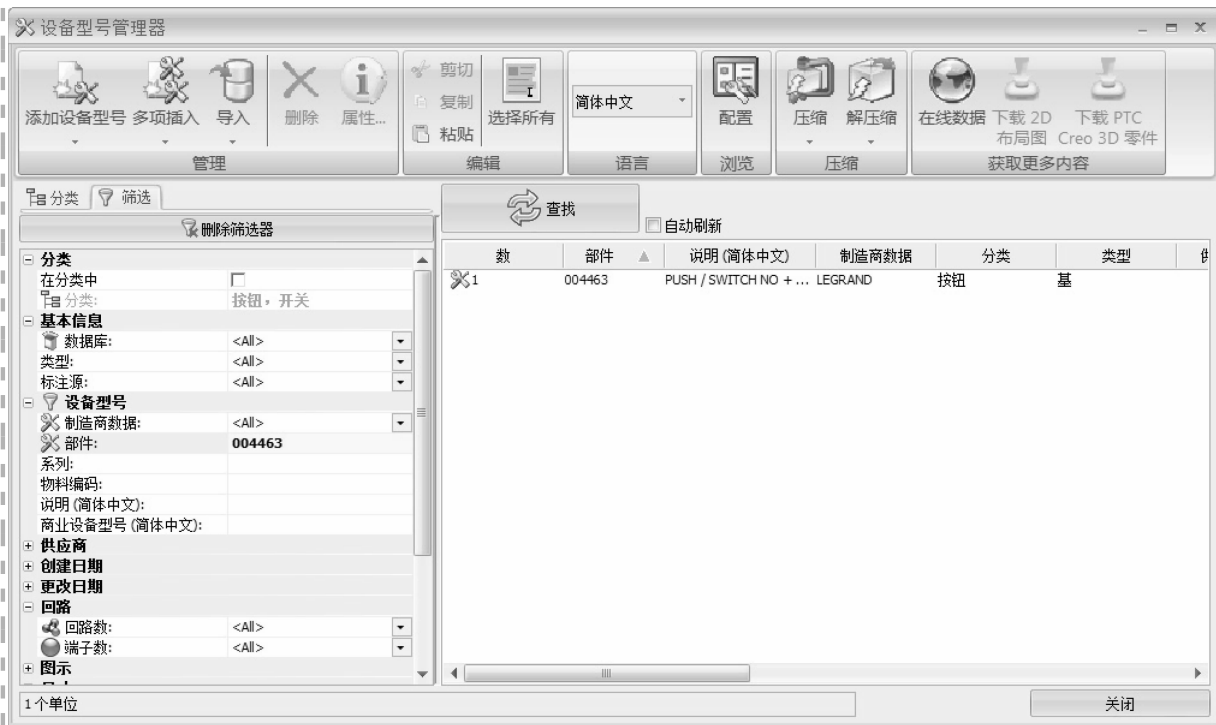 设备型号管理器
添加设备型号 多项插入 导入 删除 属性... 剪切 复制 粘贴 选择所有 简体中文 配置 压缩 解压缩 在线数据 下载 2D 布局图 下载 PTC Creo 3D 零件
管理 编辑 语言 浏览 压缩 获取更多内容
分类 筛选
查找
自动刷新
删除筛选器
数 部件 说明 (简体中文) 制造商数据 分类 类型
1 004463 PUSH / SWITCH NO + ... LEGRAND 按钮 基
分类
在分类中
分类: 按钮，开关
基本信息
数据库: <All>
类型: <All>
标注源: <All>
设备型号
制造商数据: <All>
部件: 004463
系列:
物料编码:
说明 (简体中文):
商业设备型号 (简体中文):
供应商
创建日期
更改日期
回路
回路数: <All>
端子数: <All>
图示
1个单位
关闭